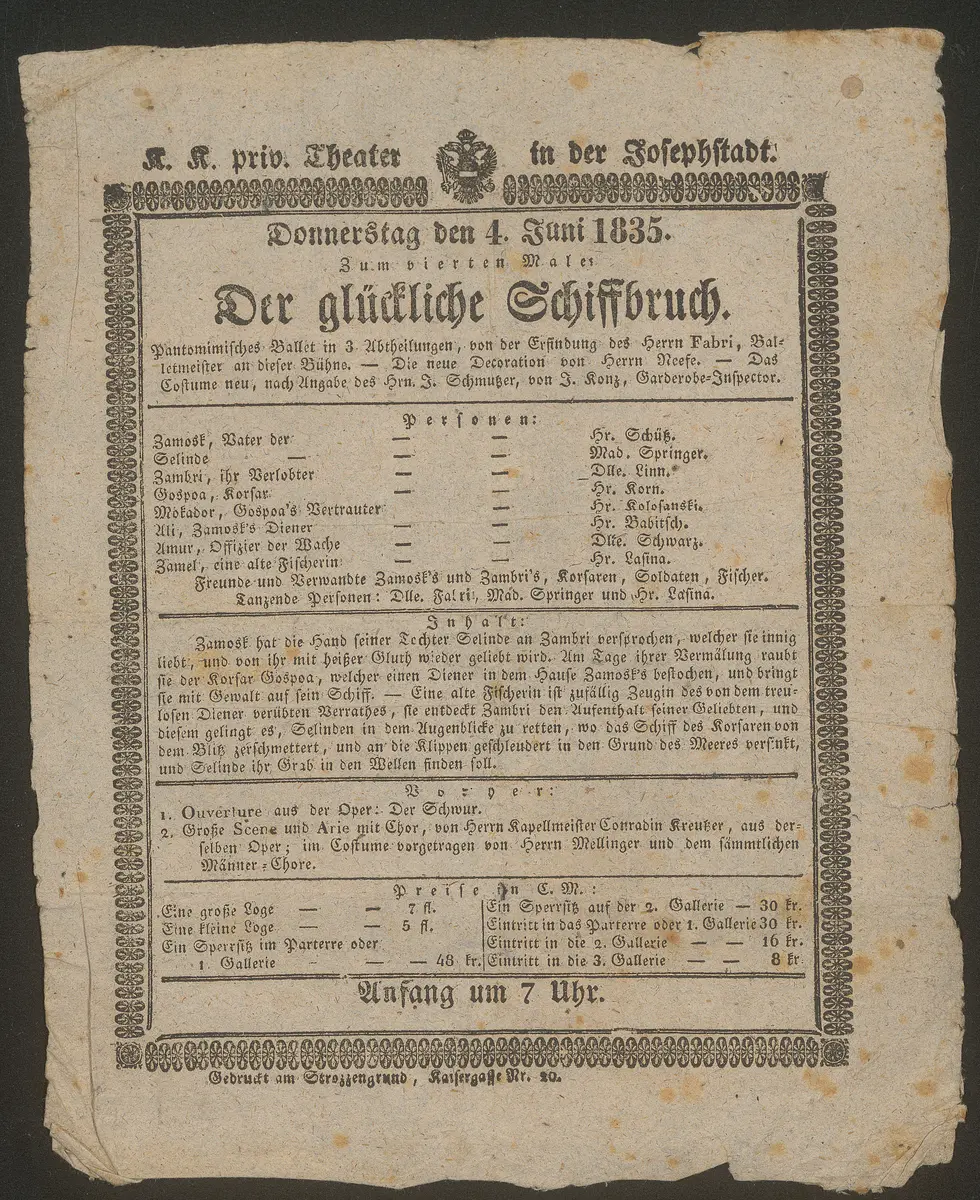 K. K. priv. Theater in der Josephstadt.
Donnerstag den 4. Juni 1835.
Zum vierten Male:
Der glückliche Schiffbruch.
Pantomimisches Ballet in 3 Abtheilungen, von der Erfindung des Herrn Fabri, Bal-
letmeister an dieser Bühne. — Die neue Decoration von Herrn Neefe. — Das
Costume neu, nach Angabe des Hrn. J. Schmutzer, von J. Konz, Garderobe-Inspector.
Personen:
Zamosk, Vater der — — Hr. Schütz.
Selinde — — — Mad. Springer.
Zambri, ihr Verlobter — — Dlle. Linn.
Gospoa, Korsar — — Hr. Korn.
Mokador, Gospoa's Vertrauter — Hr. Kolosanski.
Ali, Zamosk's Diener — — Hr. Babitsch.
Amur, Offizier der Wache — — Dlle. Schwarz.
Zamel, eine alte Fischerin — — Hr. Lasina.
Freunde und Verwandte Zamosk's und Zambri's, Korsaren, Soldaten, Fischer.
Tanzende Personen: Dlle. Fabri, Mad. Springer und Hr. Lasina.
Inhalt:
Zamosk hat die Hand seiner Tochter Selinde an Zambri versprochen, welcher sie innig
liebt, und von ihr mit heißer Gluth wieder geliebt wird. Am Tage ihrer Vermälung raubt
sie der Korsar Gospoa, welcher einen Diener in dem Hause Zamosk's bestochen, und bringt
sie mit Gewalt auf sein Schiff. — Eine alte Fischerin ist zufällig Zeugin des von dem treu-
losen Diener verübten Verrathes, sie entdeckt Zambri den Aufenthalt seiner Geliebten, und
diesem gelingt es, Selinden in dem Augenblicke zu retten, wo das Schiff des Korsaren von
dem Blitz zerschmettert, und an die Klippen geschleudert in den Grund des Meeres versinkt,
und Selinde ihr Grab in den Wellen finden soll.
Vorher:
1. Ouverture aus der Oper: Der Schwur.
2. Große Scene und Arie mit Chor, von Herrn Kapellmeister Conradin Kreutzer, aus der-
selben Oper; im Costume vorgetragen von Herrn Mellinger und dem sämmtlichen
Männer-Chore.
Preise in C. M.:
Eine große Loge — — 7 fl.
Eine kleine Loge — — 5 fl.
Ein Sperrsitz im Parterre oder
1. Gallerie — — — 48 kr.
Ein Sperrsitz auf der 2. Gallerie — 30 kr.
Eintritt in das Parterre oder 1. Gallerie 30 kr.
Eintritt in die 2. Gallerie — — 16 kr.
Eintritt in die 3. Gallerie — — 8 kr.
Anfang um 7 Uhr.
Gedruckt am Strozzengrund, Kaisergasse Nr. 20.